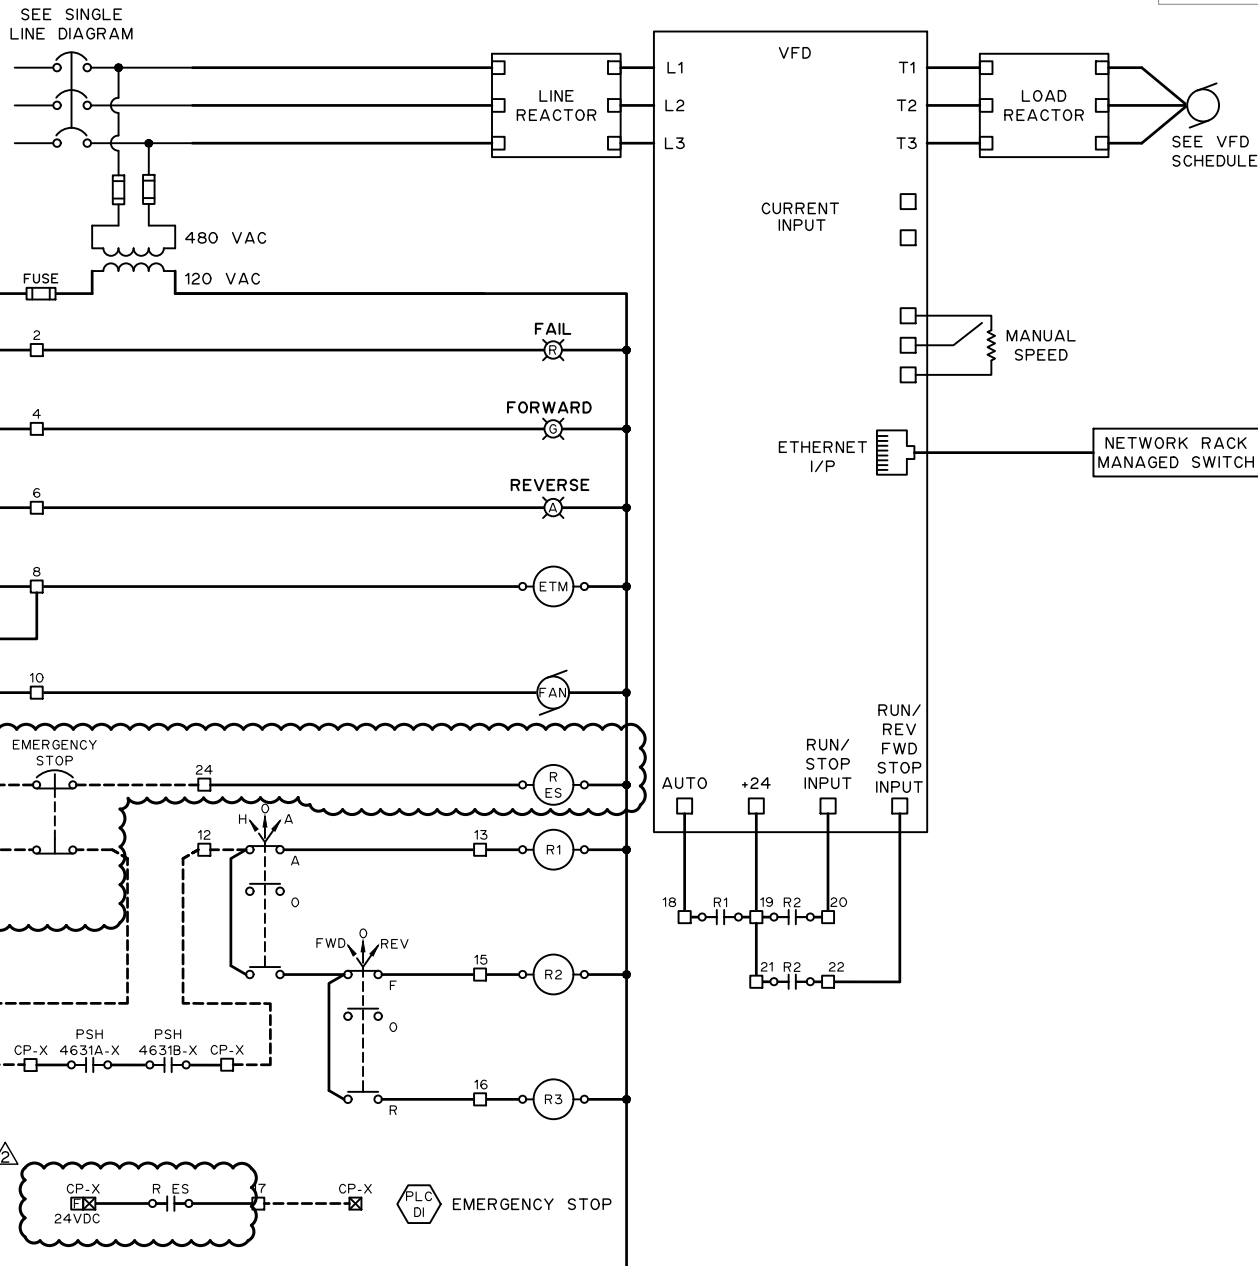 SEE SINGLE
LINE DIAGRAM
VFD
L1
L2
L3
LINE
REACTOR
T1
T2
T3
LOAD
REACTOR
SEE VFD
SCHEDULE
480 VAC
120 VAC
FUSE
CURRENT
INPUT
MANUAL
SPEED
ETHERNET
I/P
NETWORK RACK
MANAGED SWITCH
2
FAIL
R
4
FORWARD
G
6
REVERSE
A
8
ETM
10
FAN
EMERGENCY
STOP
24
R
ES
H
O
A
12
A
13
R1
O
FWD
O
REV
F
15
R2
O
16
R
R3
AUTO
+24
RUN/
STOP
INPUT
RUN/
REV
FWD
STOP
INPUT
18
R1
19
R2
20
21
R2
22
CP-X
PSH
4631A-X
PSH
4631B-X
CP-X
2
CP-X
F
24VDC
R ES
17
CP-X
PLC
DI
EMERGENCY STOP